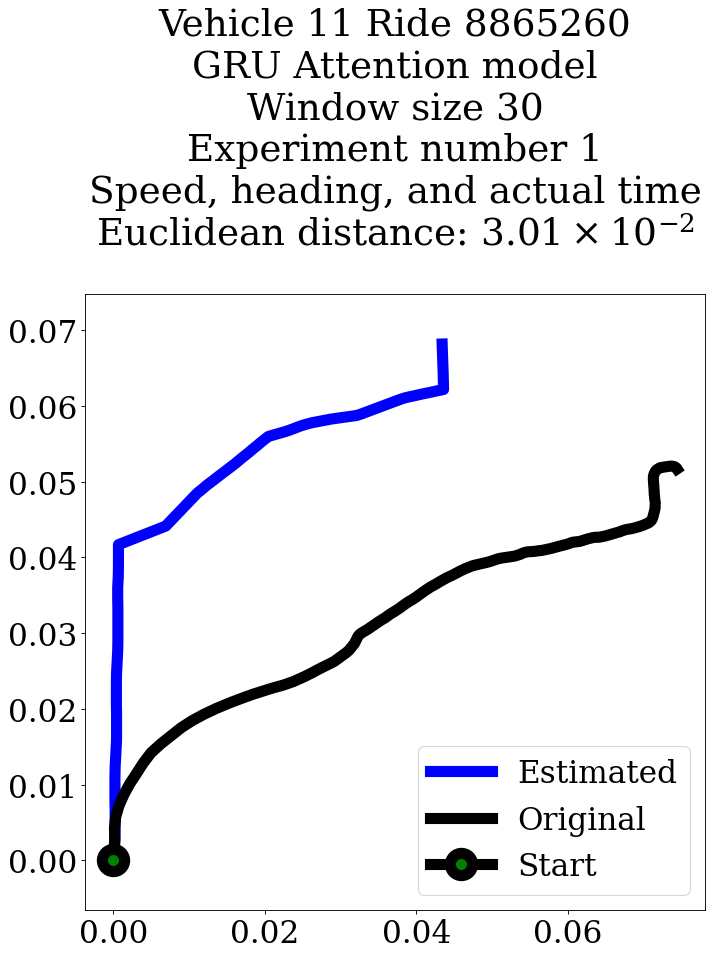 Vehicle 11 Ride 8865260
GRU Attention model
Window size 30
Experiment number 1
Speed, heading, and actual time
Euclidean distance: 3.01 × 10⁻²
0.07
0.06
0.05
0.04
0.03
0.02
0.01
0.00
Estimated
Original
Start
0.00 0.02 0.04 0.06